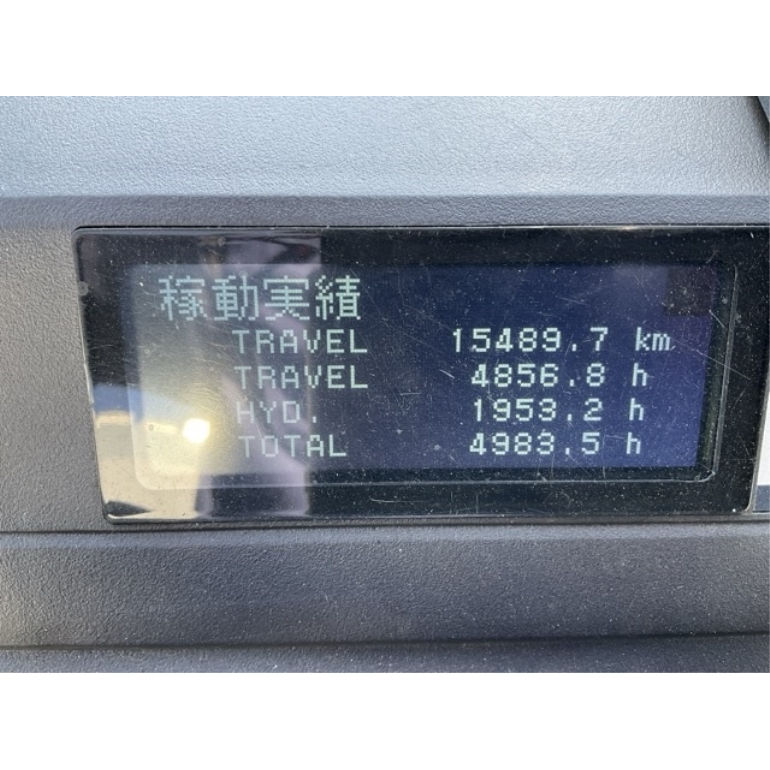 稼動実績
TRAVEL 15489.7 km
TRAVEL 4856.8 h
HYD. 1953.2 h
TOTAL 4983.5 h